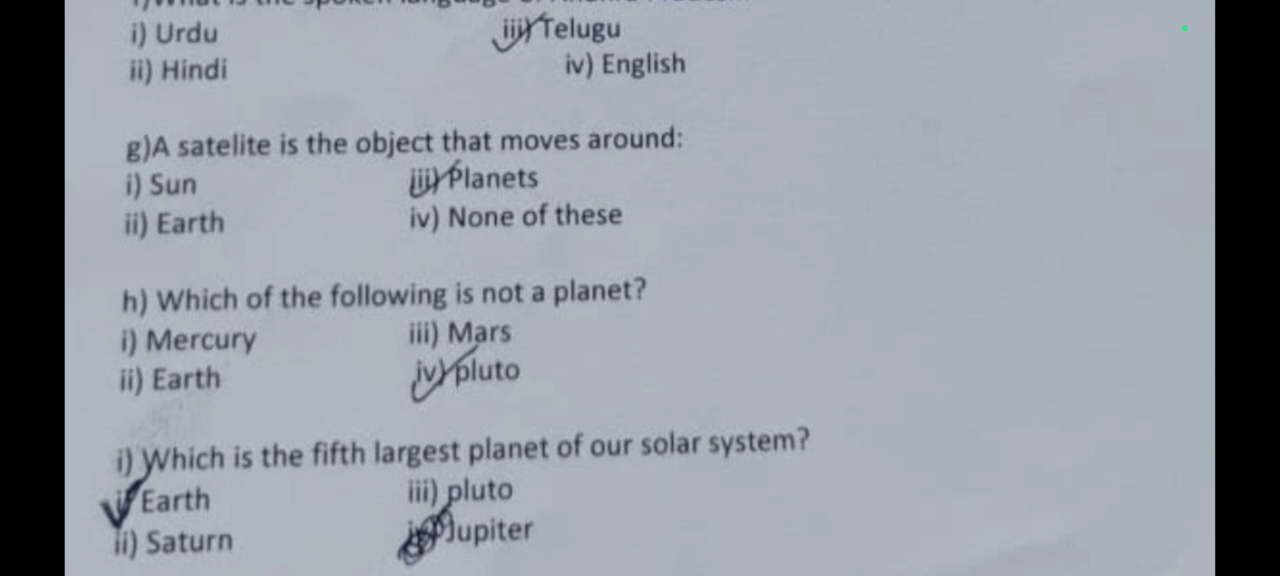 i) Urdu iii) Telugu
ii) Hindi iv) English
g)A satelite is the object that moves around:
i) Sun iii) Planets
ii) Earth iv) None of these
h) Which of the following is not a planet?
i) Mercury iii) Mars
ii) Earth iv) pluto
i) Which is the fifth largest planet of our solar system?
i) Earth iii) pluto
ii) Saturn Jupiter